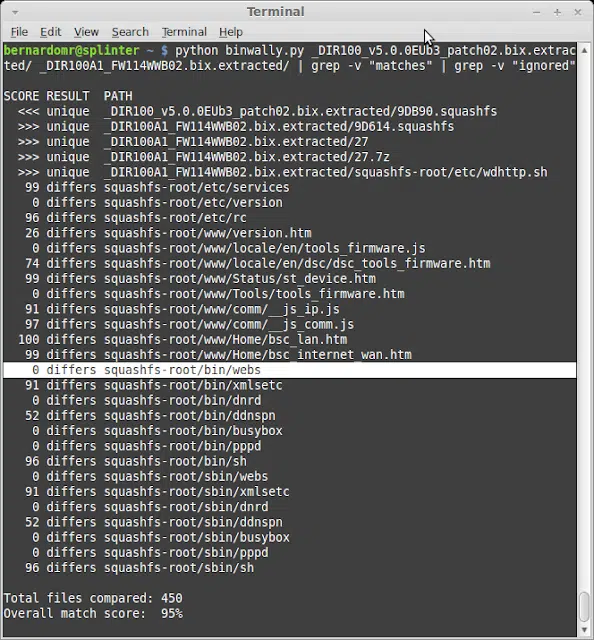 Terminal
File Edit View Search Terminal Help
bernardomr@splinter ~ $ python binwally.py _DIR100_v5.0.0EUb3_patch02.bix.extrac
ted/ _DIR100A1_FW114WWB02.bix.extracted/ | grep -v "matches" | grep -v "ignored"
SCORE RESULT  PATH
  <<< unique  _DIR100_v5.0.0EUb3_patch02.bix.extracted/9DB90.squashfs
  >>> unique  _DIR100A1_FW114WWB02.bix.extracted/9D614.squashfs
  >>> unique  _DIR100A1_FW114WWB02.bix.extracted/27
  >>> unique  _DIR100A1_FW114WWB02.bix.extracted/27.7z
  >>> unique  _DIR100A1_FW114WWB02.bix.extracted/squashfs-root/etc/wdhttp.sh
   99 differs squashfs-root/etc/services
    0 differs squashfs-root/etc/version
   96 differs squashfs-root/etc/rc
   26 differs squashfs-root/www/version.htm
    0 differs squashfs-root/www/locale/en/tools_firmware.js
   74 differs squashfs-root/www/locale/en/dsc/dsc_tools_firmware.htm
   99 differs squashfs-root/www/Status/st_device.htm
    0 differs squashfs-root/www/Tools/tools_firmware.htm
   91 differs squashfs-root/www/comm/__js_ip.js
   97 differs squashfs-root/www/comm/__js_comm.js
  100 differs squashfs-root/www/Home/bsc_lan.htm
   99 differs squashfs-root/www/Home/bsc_internet_wan.htm
    0 differs squashfs-root/bin/webs
   91 differs squashfs-root/bin/xmlsetc
    0 differs squashfs-root/bin/dnrd
   52 differs squashfs-root/bin/ddnspn
    0 differs squashfs-root/bin/busybox
    0 differs squashfs-root/bin/pppd
   96 differs squashfs-root/bin/sh
    0 differs squashfs-root/sbin/webs
   91 differs squashfs-root/sbin/xmlsetc
    0 differs squashfs-root/sbin/dnrd
   52 differs squashfs-root/sbin/ddnspn
    0 differs squashfs-root/sbin/busybox
    0 differs squashfs-root/sbin/pppd
   96 differs squashfs-root/sbin/sh
Total files compared: 450
Overall match score:  95%